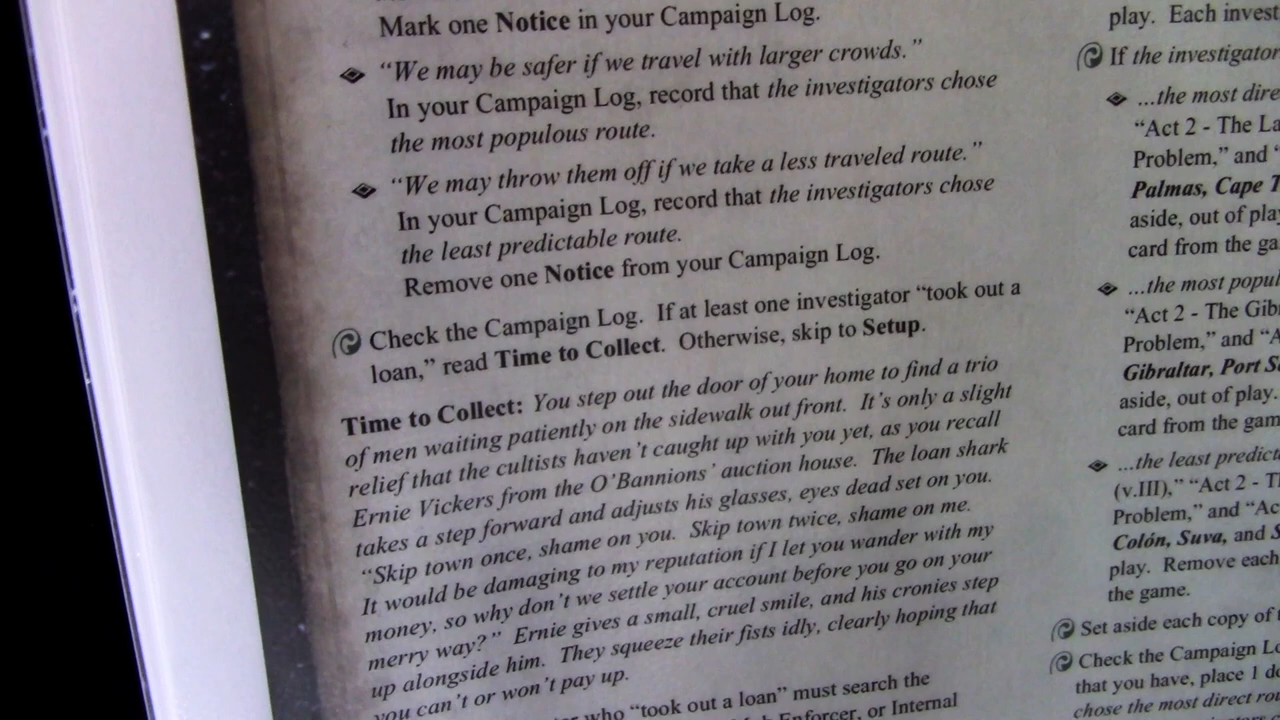 Mark one Notice in your Campaign Log.
“We may be safer if we travel with larger crowds.”
In your Campaign Log, record that the investigators chose
the most populous route.
“We may throw them off if we take a less traveled route.”
In your Campaign Log, record that the investigators chose
the least predictable route.
Remove one Notice from your Campaign Log.
Check the Campaign Log. If at least one investigator “took out a
loan,” read Time to Collect. Otherwise, skip to Setup.
Time to Collect: You step out the door of your home to find a trio
of men waiting patiently on the sidewalk out front. It’s only a slight
relief that the cultists haven’t caught up with you yet, as you recall
Ernie Vickers from the O’Bannions’ auction house. The loan shark
takes a step forward and adjusts his glasses, eyes dead set on you.
“Skip town once, shame on you. Skip town twice, shame on me.
It would be damaging to my reputation if I let you wander with my
money, so why don’t we settle your account before you go on your
merry way?” Ernie gives a small, cruel smile, and his cronies step
up alongside him. They squeeze their fists idly, clearly hoping that
you can’t or won’t pay up.
who “took out a loan” must search the
Enforcer, or Internal
play. Each invest
If the investigator
...the most dire
“Act 2 - The La
Problem,” and “
Palmas, Cape T
aside, out of pla
card from the ga
...the most popul
“Act 2 - The Gib
Problem,” and “A
Gibraltar, Port S
aside, out of play.
card from the gam
...the least predict
(v.III),” “Act 2 - T
Problem,” and “Ac
Colón, Suva, and S
play. Remove each
the game.
Set aside each copy of
Check the Campaign Lo
that you have, place 1 d
chose the most direct rou